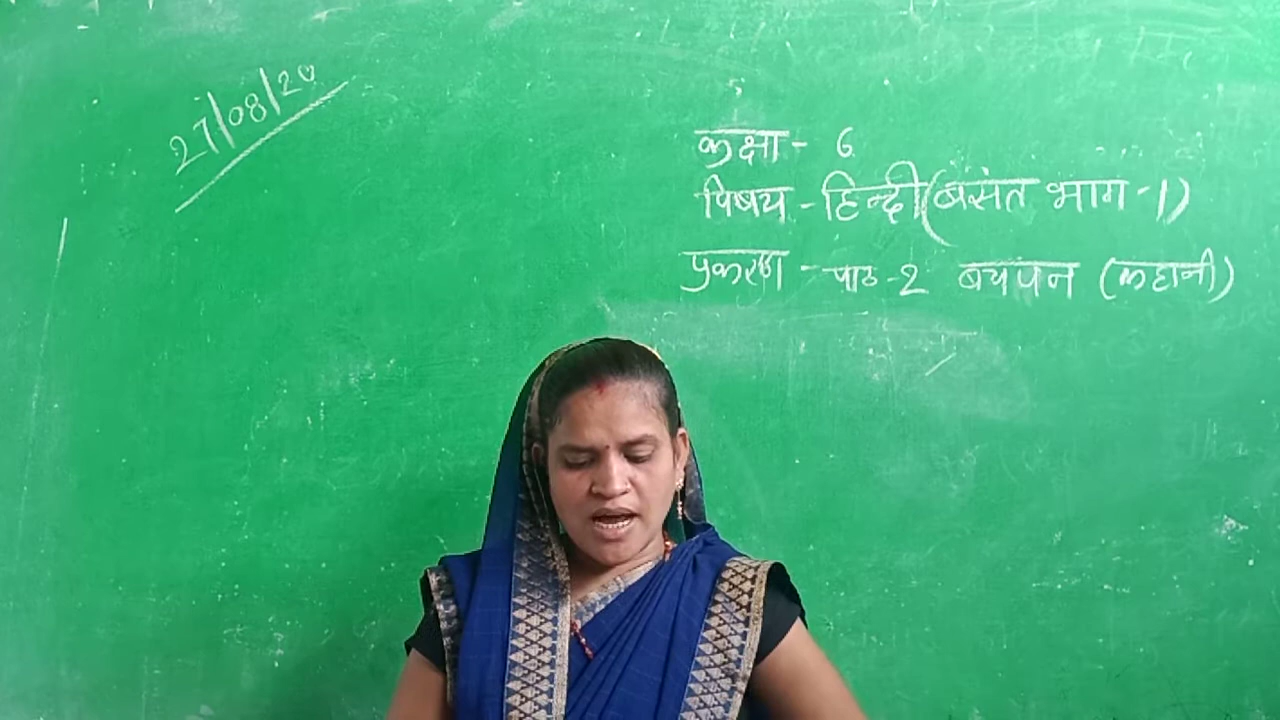 27/08/20
कक्षा - 6
विषय - हिन्दी (बसंत भाग -1)
प्रकरण - पाठ -2 बचपन (कहानी)